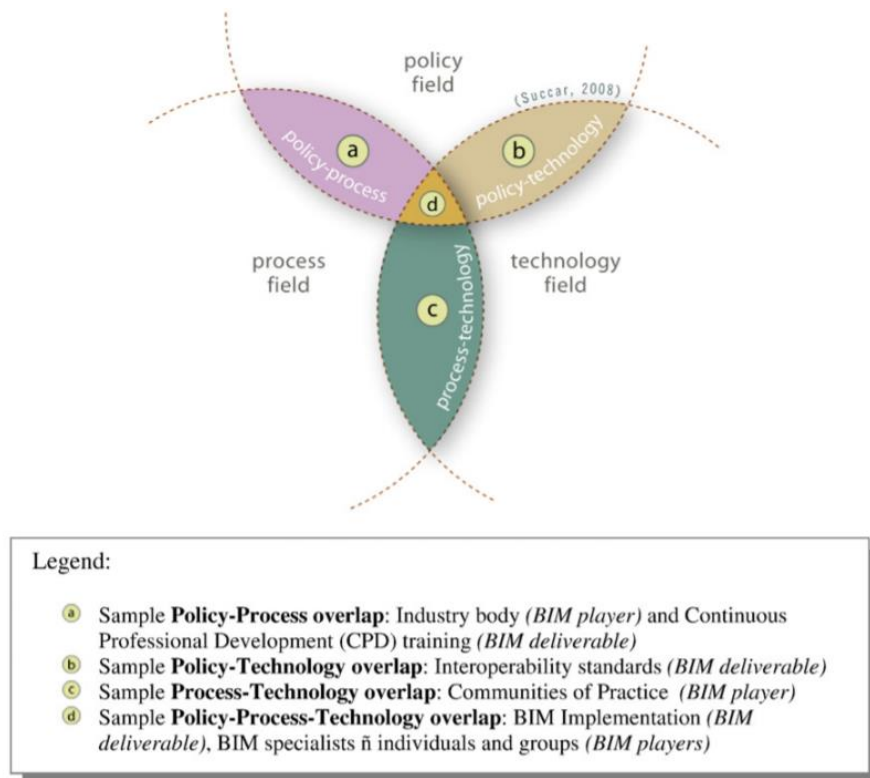 policy
field
(Succar, 2008)
a
policy-process
b
policy-technology
d
process
field
technology
field
c
process-technology
Legend:
a Sample Policy-Process overlap: Industry body (BIM player) and Continuous
Professional Development (CPD) training (BIM deliverable)
b Sample Policy-Technology overlap: Interoperability standards (BIM deliverable)
c Sample Process-Technology overlap: Communities of Practice (BIM player)
d Sample Policy-Process-Technology overlap: BIM Implementation (BIM
deliverable), BIM specialists ñ individuals and groups (BIM players)